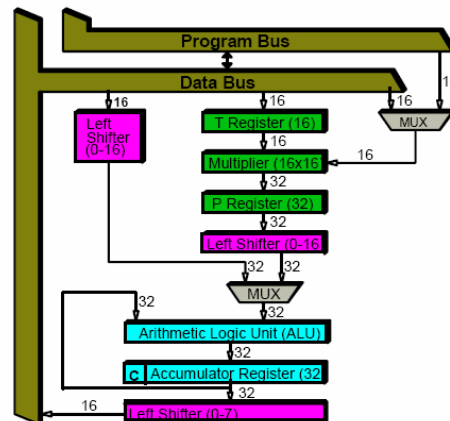 Program Bus
Data Bus
16
16
16
1
Left
Shifter
(0-16)
T Register (16)
MUX
16
Multiplier (16x16)
16
32
P Register (32)
32
Left Shifter (0-16
32
32
MUX
32
32
Arithmetic Logic Unit (ALU)
32
C Accumulator Register (32
32
16
Left Shifter (0-7)